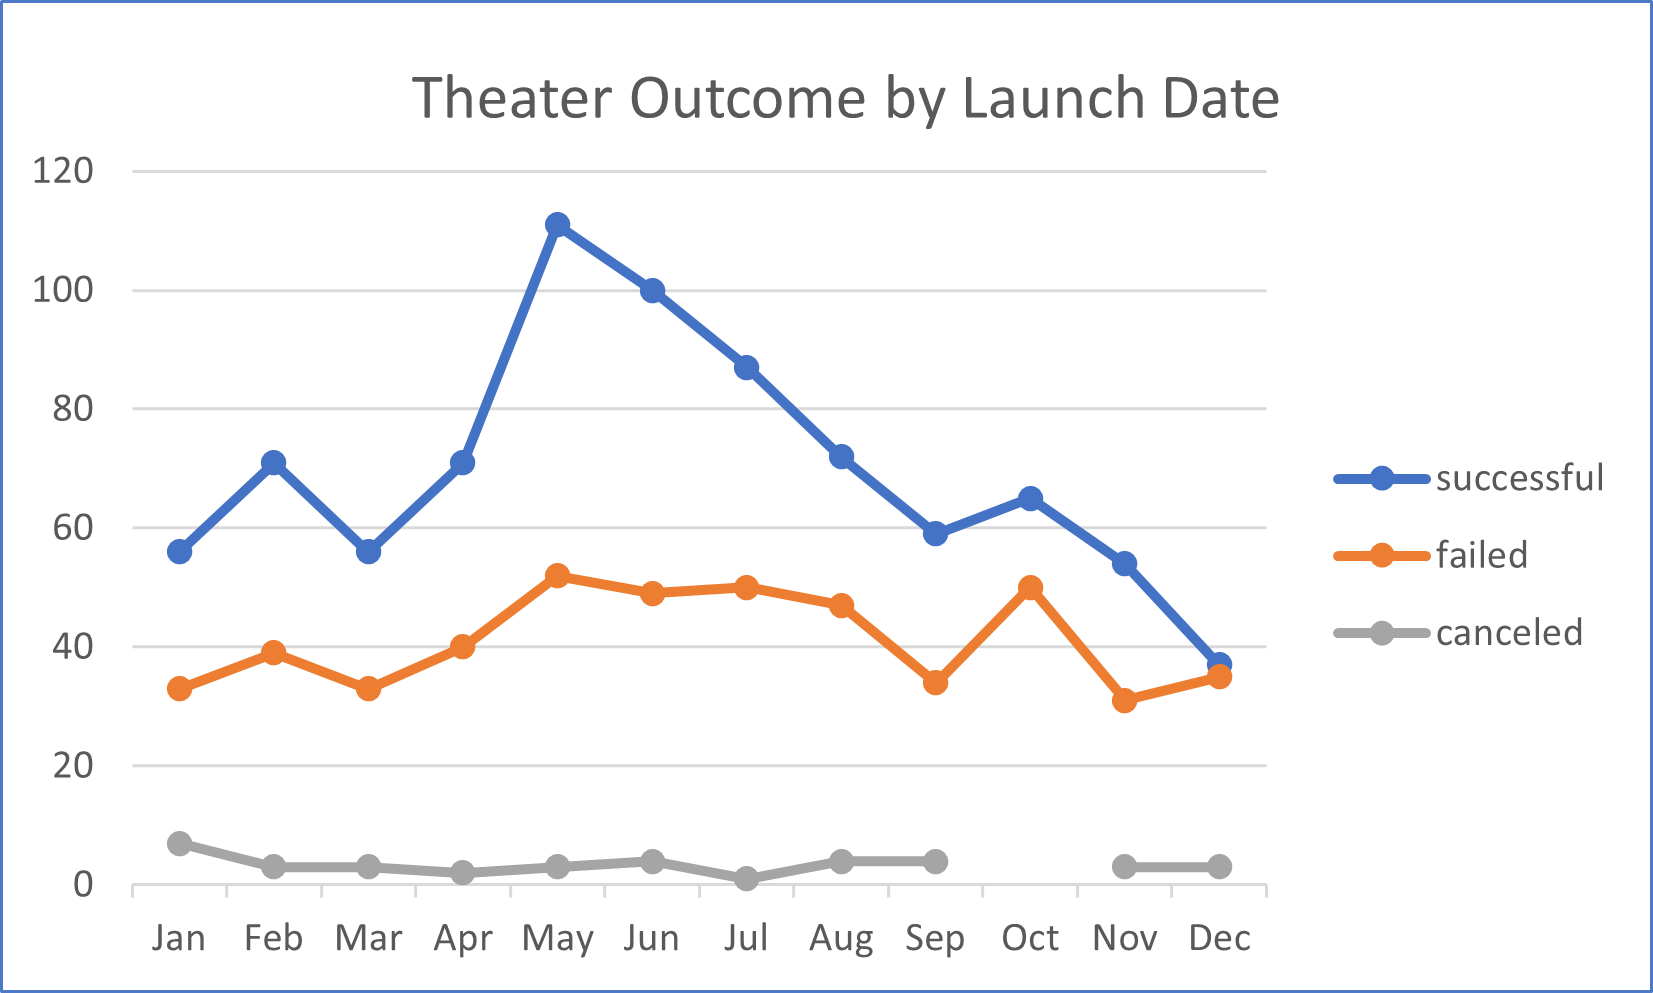 Theater Outcome by Launch Date
120
100
80
60
40
20
0
Jan Feb Mar Apr May Jun Jul Aug Sep Oct Nov Dec
successful
failed
canceled